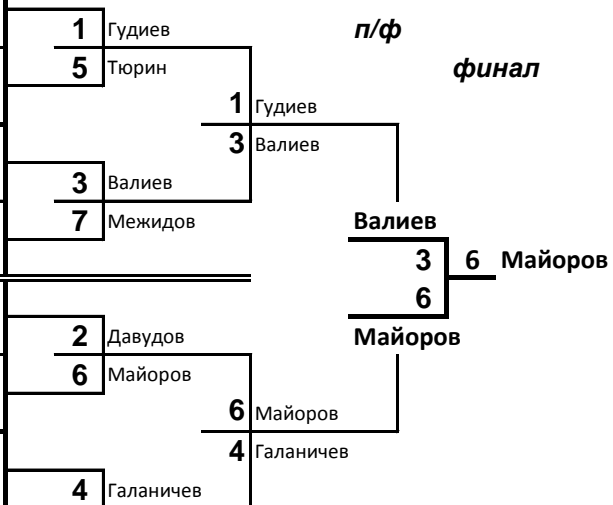 1 Гудиев
п/ф
5 Тюрин
финал
1 Гудиев
3 Валиев
3 Валиев
7 Межидов
Валиев
3
6 Майоров
6
Майоров
2 Давудов
6 Майоров
6 Майоров
4 Галаничев
4 Галаничев